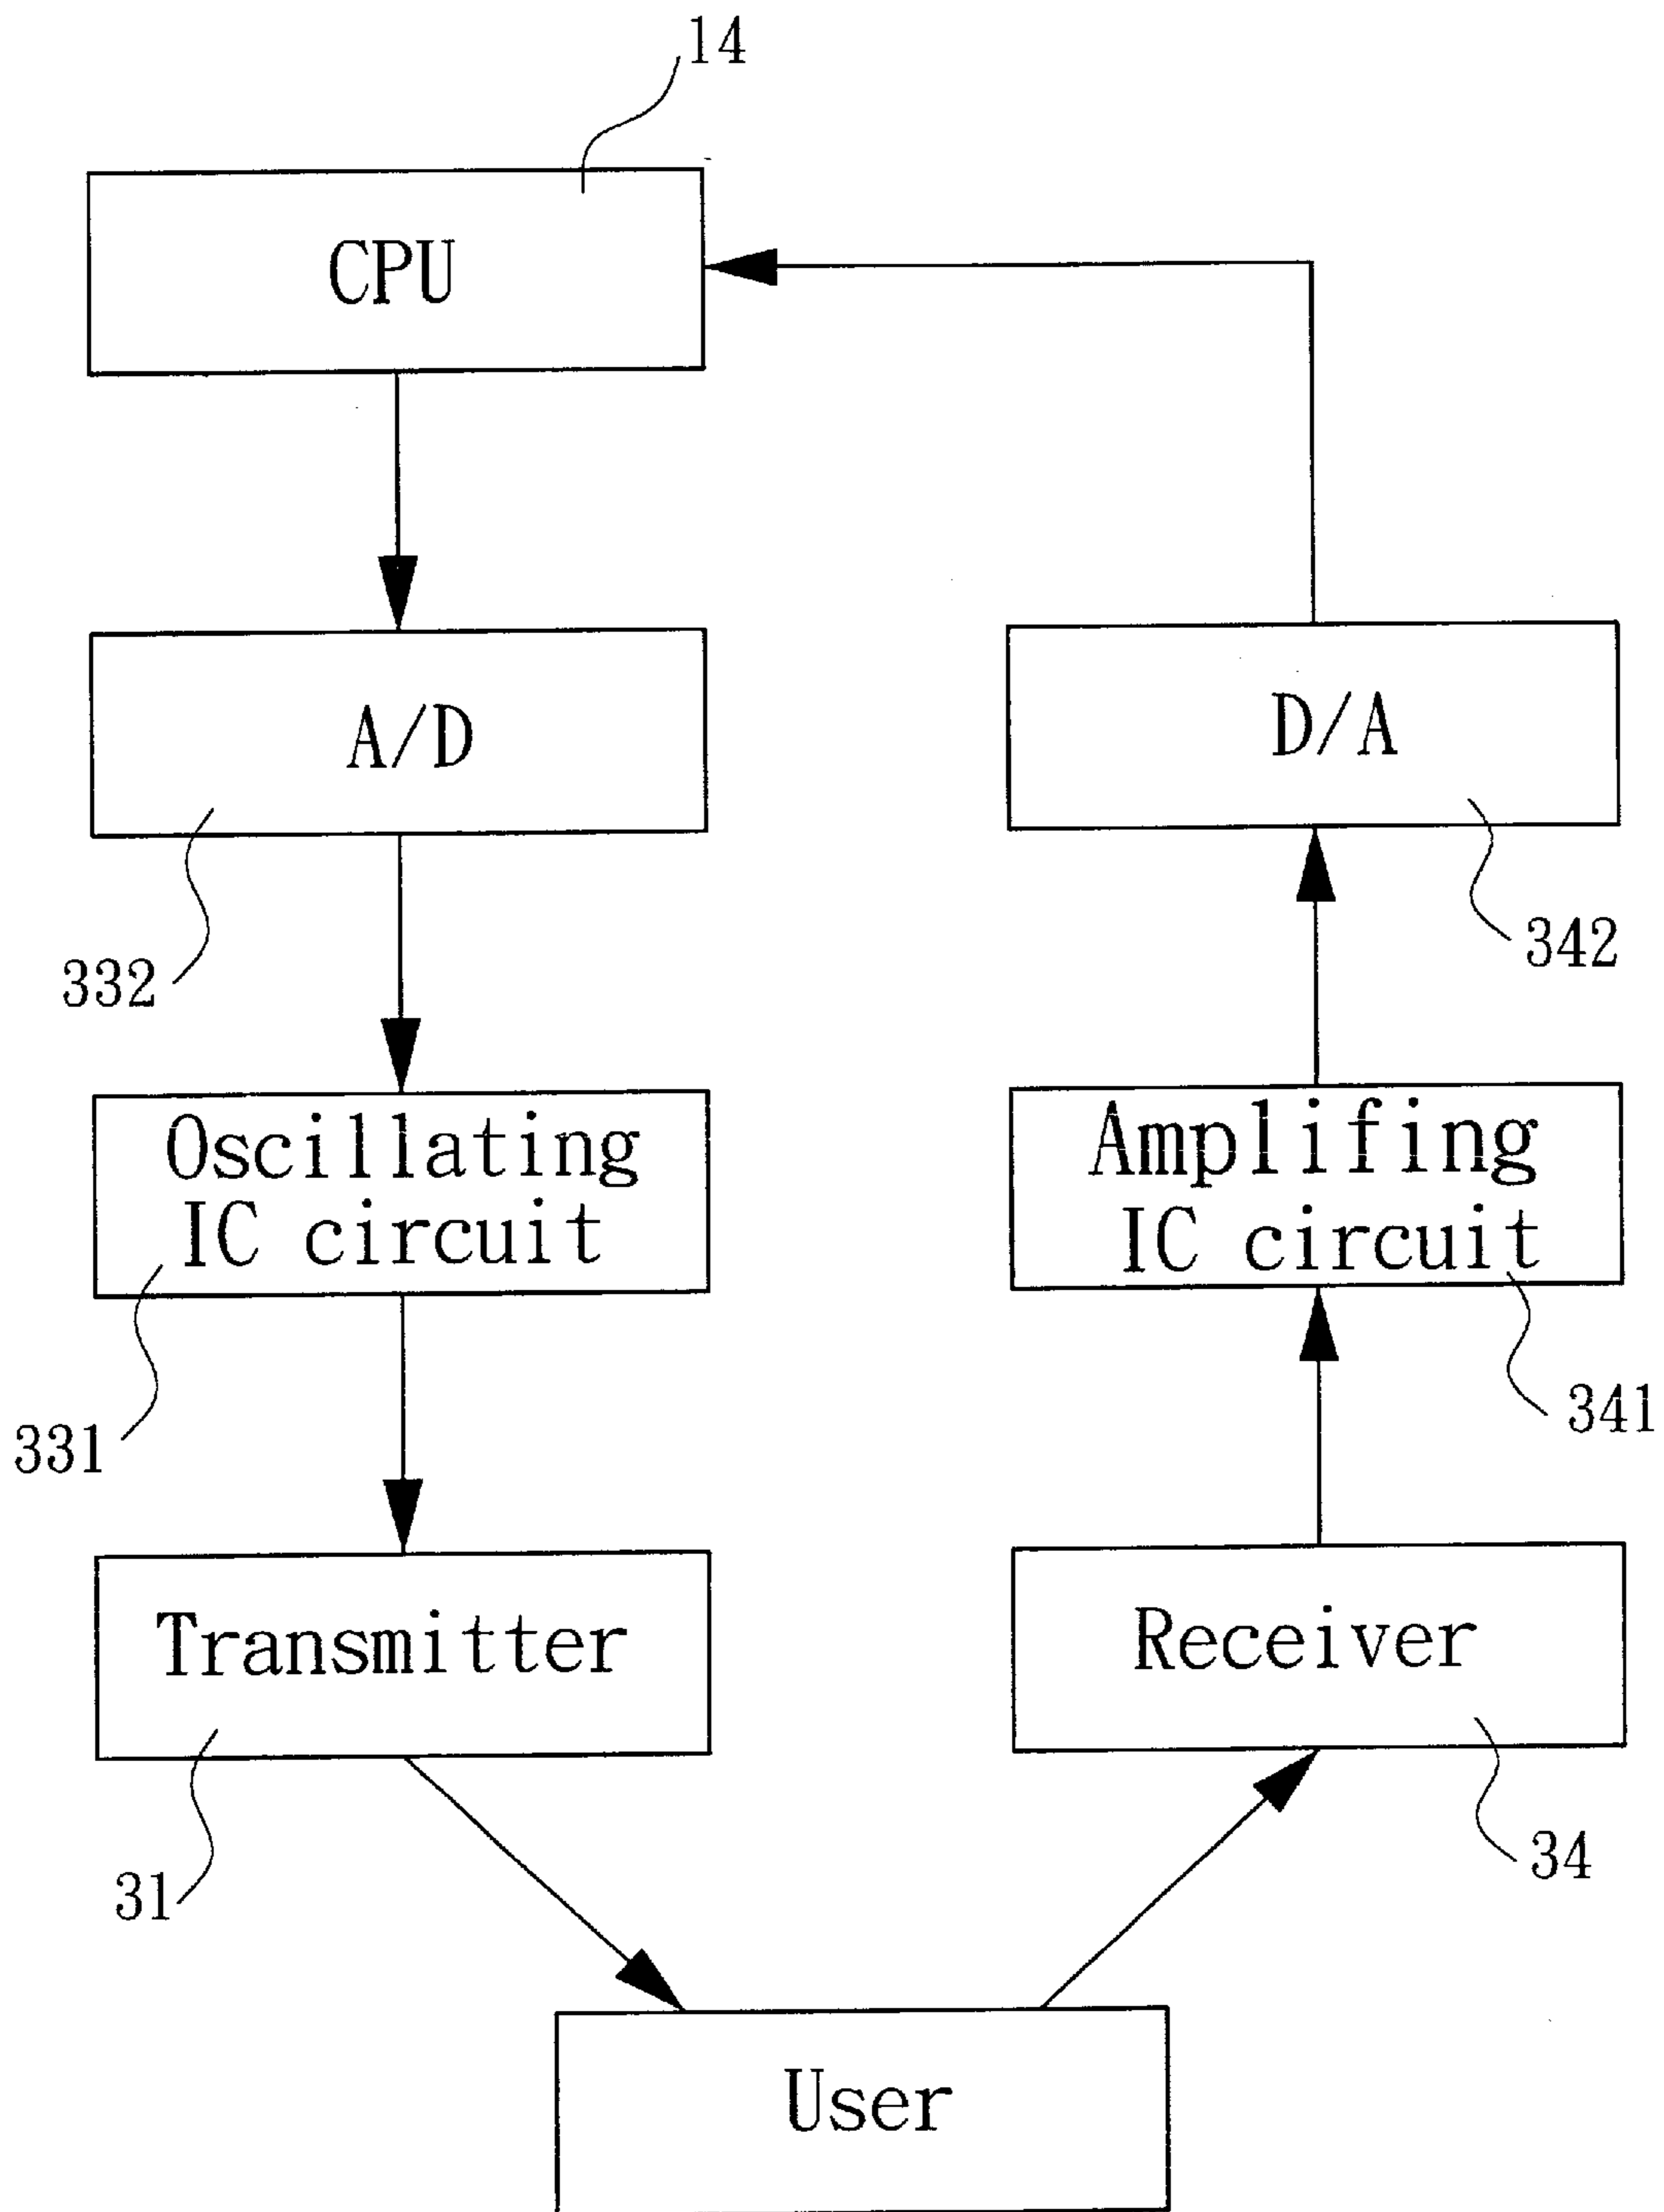 14
CPU
A/D
D/A
332
342
Oscillating
IC circuit
Amplifing
IC circuit
331
341
Transmitter
Receiver
31
34
User